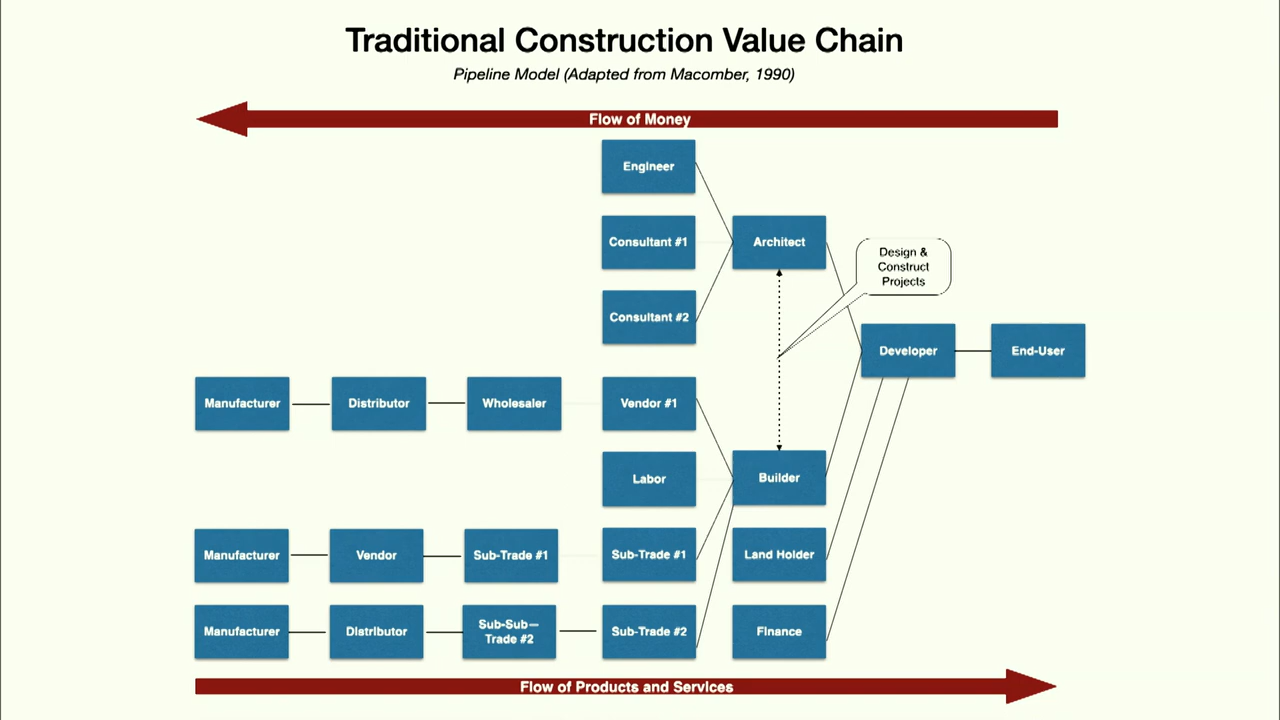 Traditional Construction Value Chain
Pipeline Model (Adapted from Macomber, 1990)
Flow of Money
Engineer
Consultant #1
Architect
Design &
Construct
Projects
Consultant #2
Developer
End-User
Manufacturer
Distributor
Wholesaler
Vendor #1
Labor
Builder
Manufacturer
Vendor
Sub-Trade #1
Sub-Trade #1
Land Holder
Manufacturer
Distributor
Sub-Sub—
Trade #2
Sub-Trade #2
Finance
Flow of Products and Services